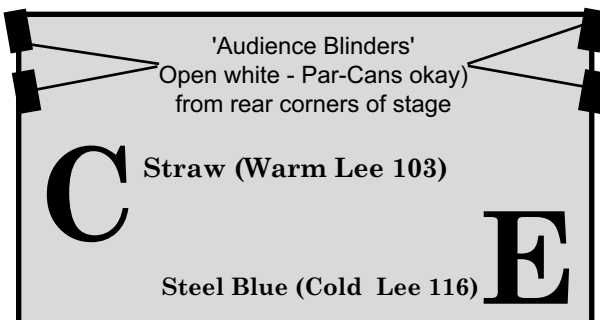 'Audience Blinders'
Open white - Par-Cans okay)
from rear corners of stage
C
Straw (Warm Lee 103)
E
Steel Blue (Cold  Lee 116)